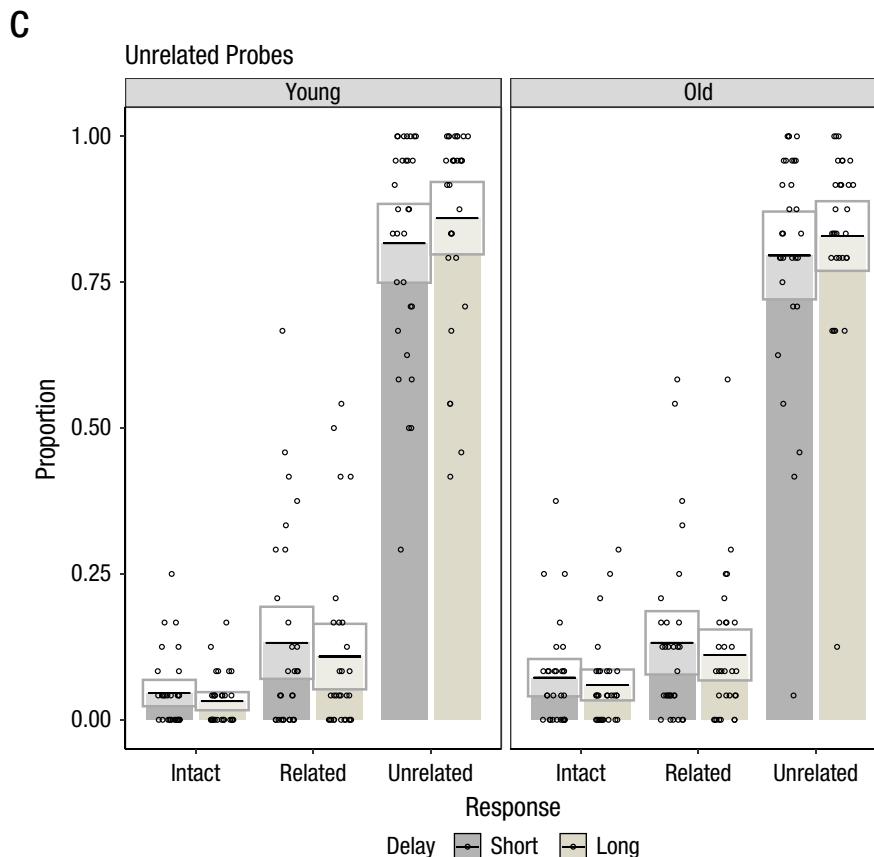 C
Unrelated Probes
Young Old
1.00
0.75
0.50
0.25
0.00
Proportion
Intact Related Unrelated Intact Related Unrelated
Response
Delay Short Long